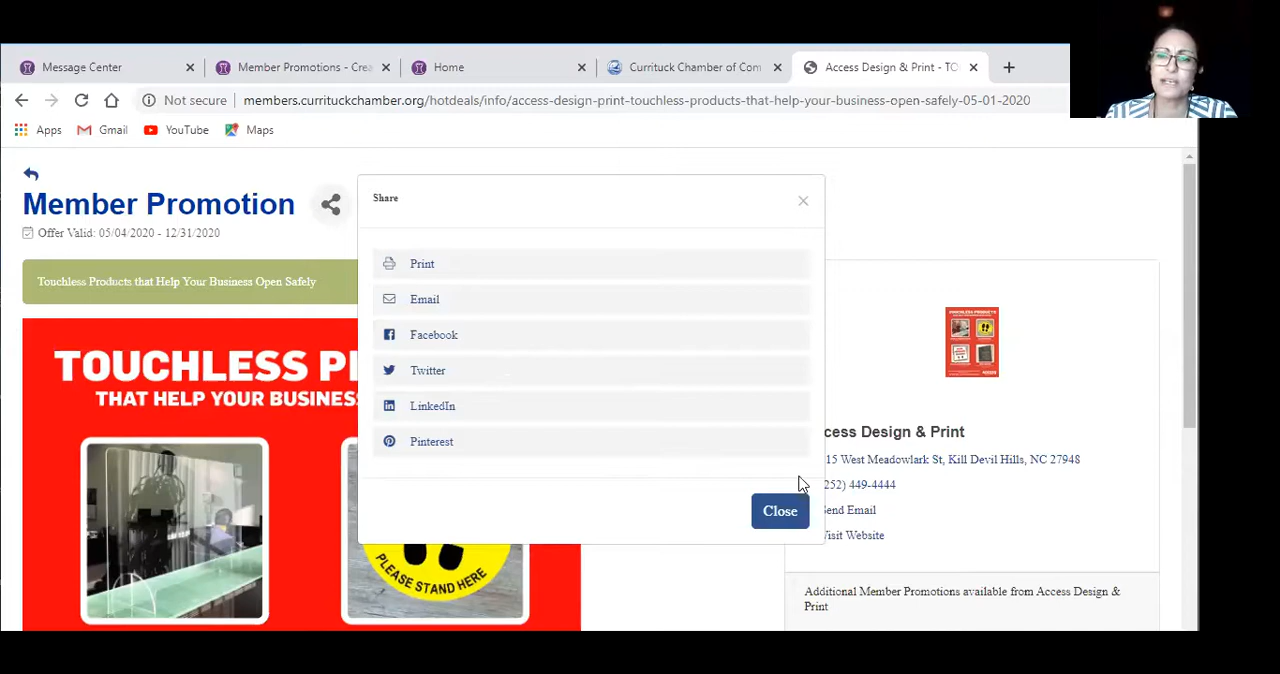 Message Center
Member Promotions - Crea
Home
Currituck Chamber of Com
Access Design & Print - TO
Not secure
members.currituckchamber.org/hotdeals/info/access-design-print-touchless-products-that-help-your-business-open-safely-05-01-2020
Apps
Gmail
YouTube
Maps
Member Promotion
Offer Valid: 05/04/2020 - 12/31/2020
Touchless Products that Help Your Business Open Safely
TOUCHLESS P
THAT HELP YOUR BUSINES
PLEASE STAND HERE
Share
Print
Email
Facebook
Twitter
LinkedIn
Pinterest
Close
cess Design & Print
15 West Meadowlark St, Kill Devil Hills, NC 27948
252) 449-4444
end Email
isit Website
Additional Member Promotions available from Access Design &
Print